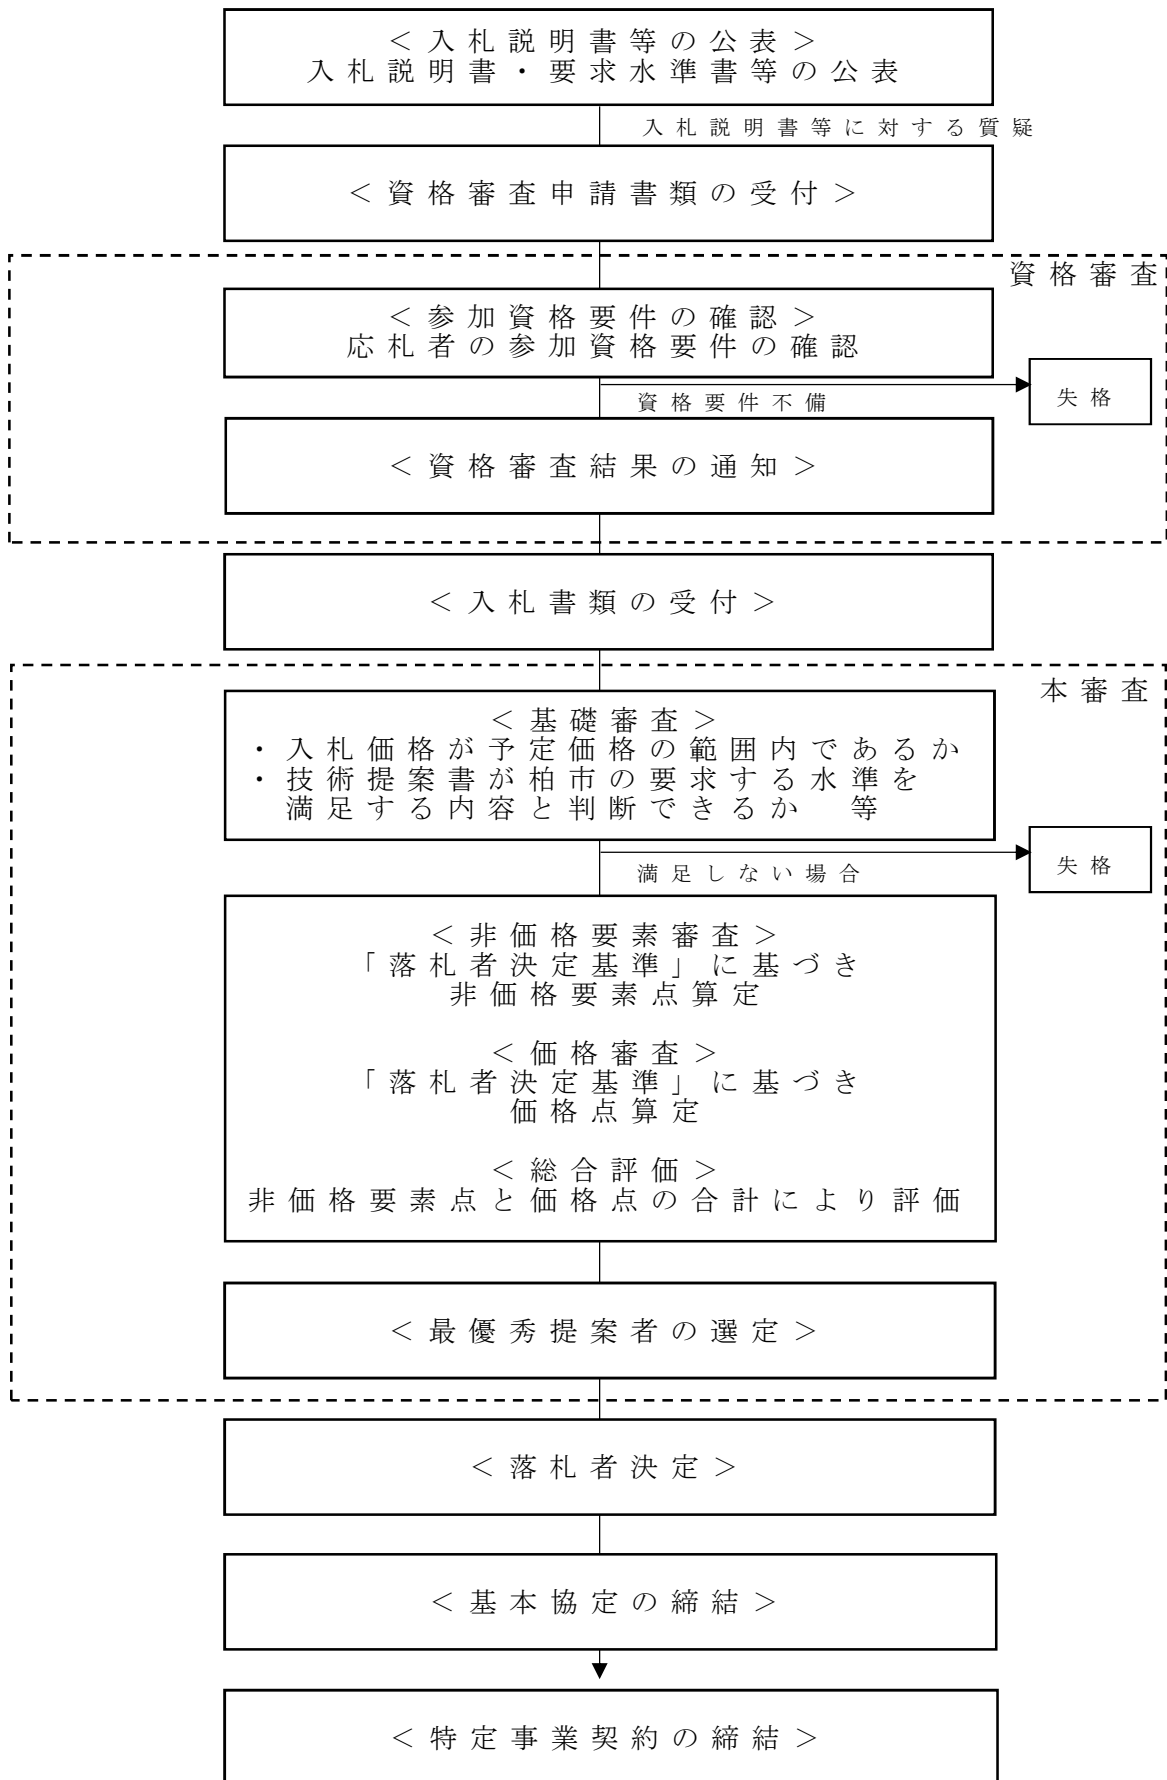 ＜入札説明書等の公表＞
入札説明書・要求水準書等の公表
入札説明書等に対する質疑
＜資格審査申請書類の受付＞
資格審査
＜参加資格要件の確認＞
応札者の参加資格要件の確認
資格要件不備
失格
＜資格審査結果の通知＞
＜入札書類の受付＞
本審査
＜基礎審査＞
・入札価格が予定価格の範囲内であるか
・技術提案書が柏市の要求する水準を
満足する内容と判断できるか　等
満足しない場合
失格
＜非価格要素審査＞
「落札者決定基準」に基づき
非価格要素点算定
＜価格審査＞
「落札者決定基準」に基づき
価格点算定
＜総合評価＞
非価格要素点と価格点の合計により評価
＜最優秀提案者の選定＞
＜落札者決定＞
＜基本協定の締結＞
＜特定事業契約の締結＞